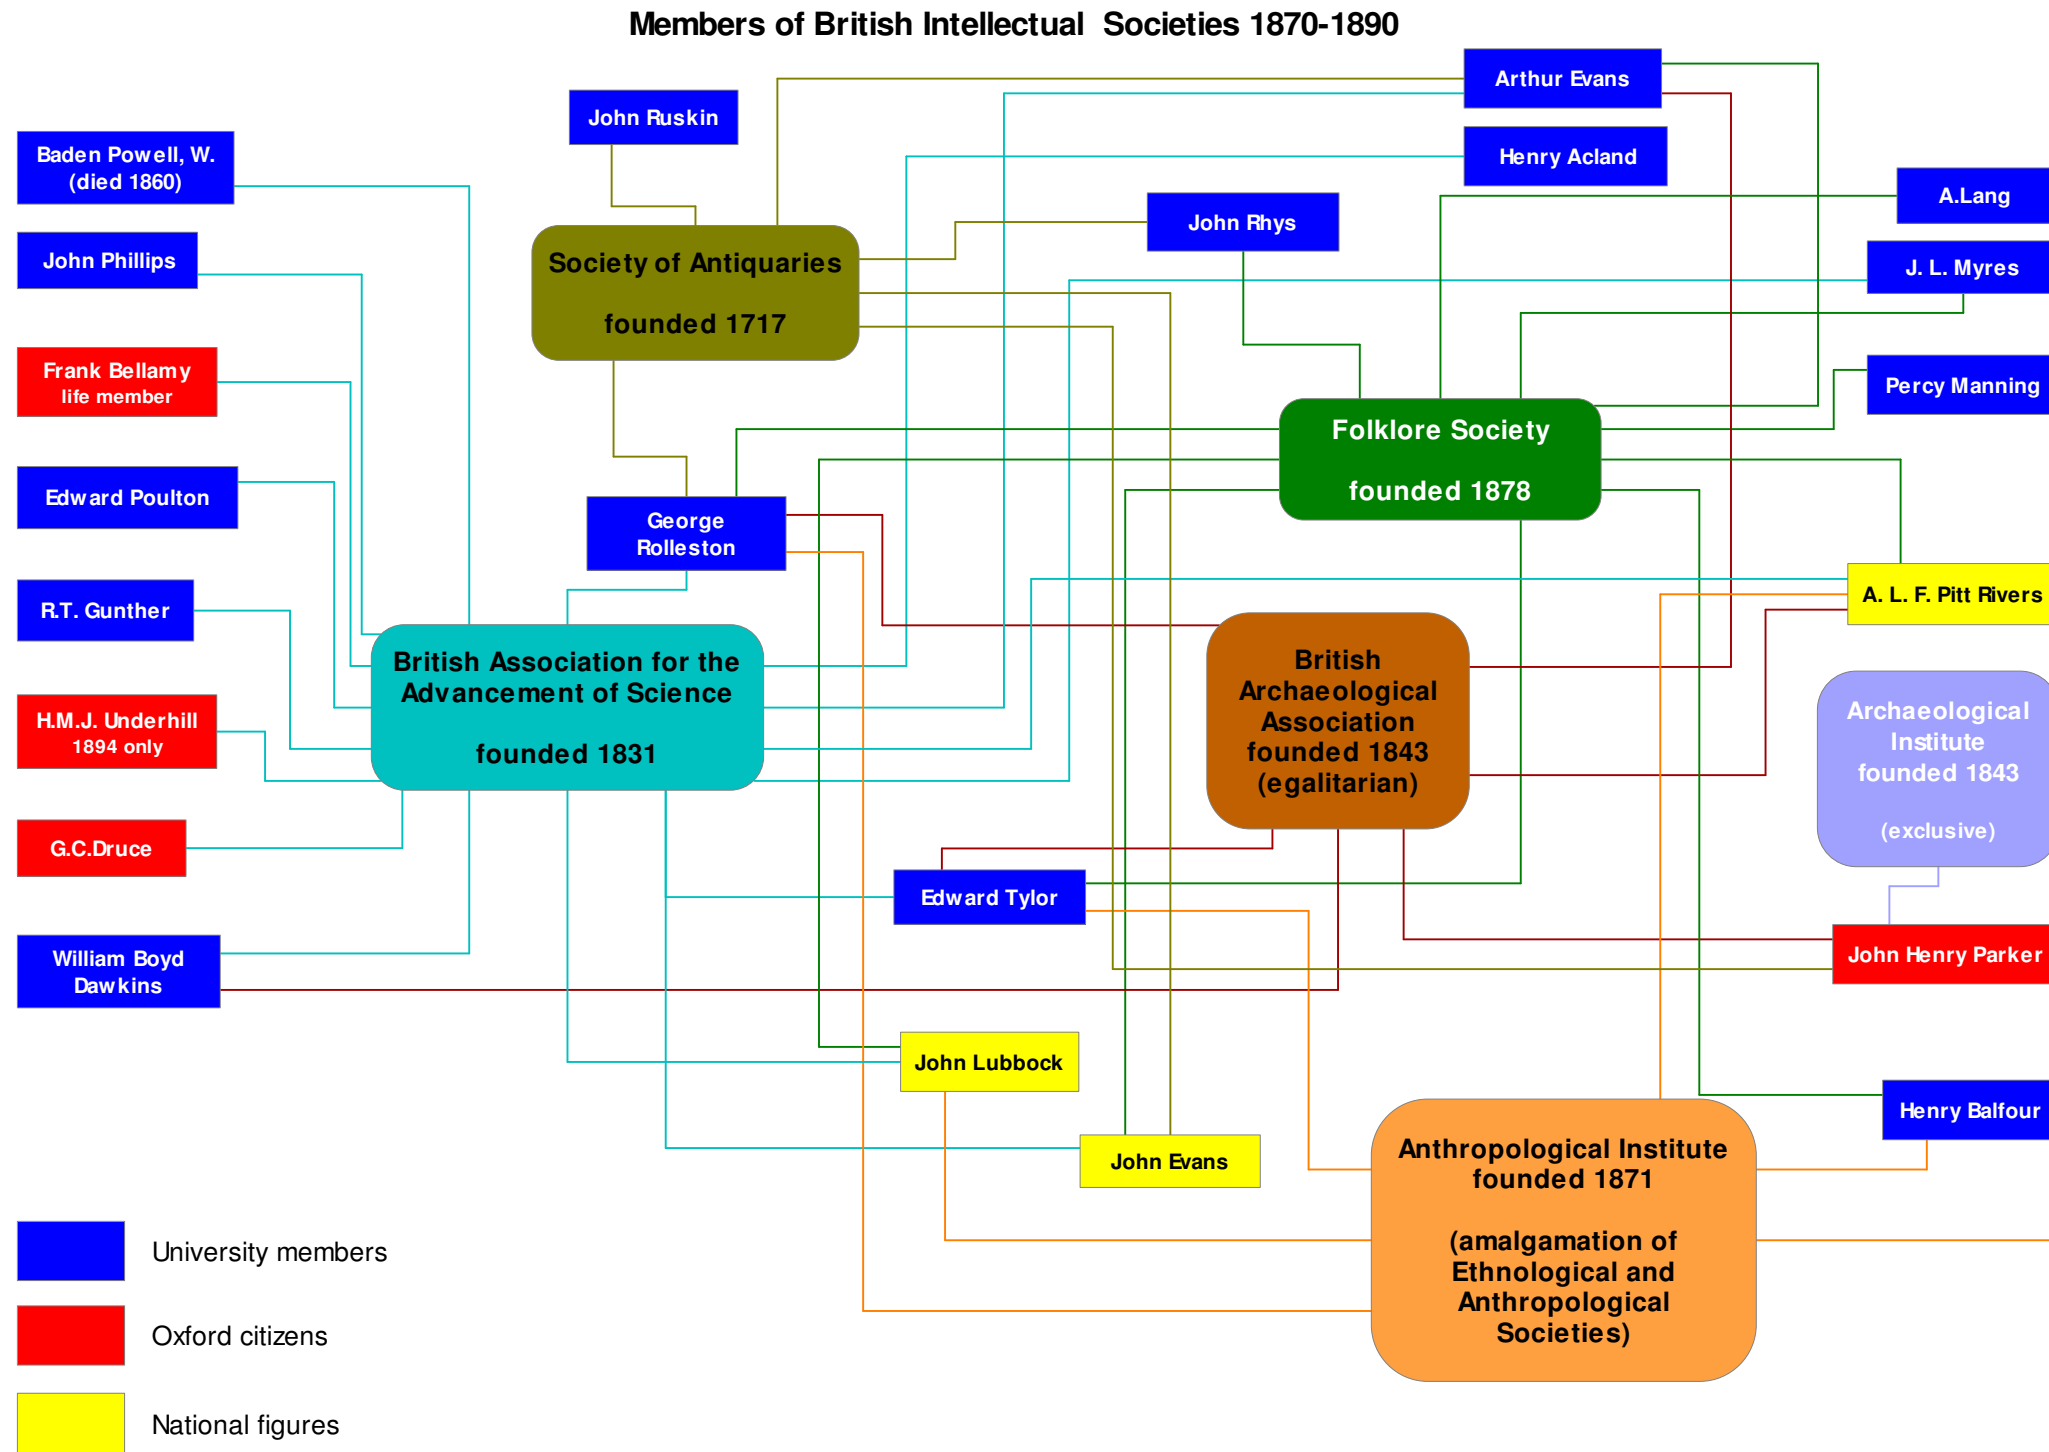 Members of British Intellectual  Societies 1870-1890
Arthur Evans
John Ruskin
Henry Acland
Baden Powell, W.
(died 1860)
A.Lang
John Rhys
John Phillips
J. L. Myres
Society of Antiquaries
founded 1717
Frank Bellamy
life member
Percy Manning
Folklore Society
founded 1878
Edward Poulton
George
Rolleston
R.T. Gunther
A. L. F. Pitt Rivers
British Association for the
Advancement of Science
founded 1831
British
Archaeological
Association
founded 1843
(egalitarian)
Archaeological
Institute
founded 1843
(exclusive)
H.M.J. Underhill
1894 only
G.C.Druce
Edward Tylor
William Boyd
Dawkins
John Henry Parker
John Lubbock
Henry Balfour
John Evans
Anthropological Institute
founded 1871
(amalgamation of
Ethnological and
Anthropological
Societies)
University members
Oxford citizens
National figures